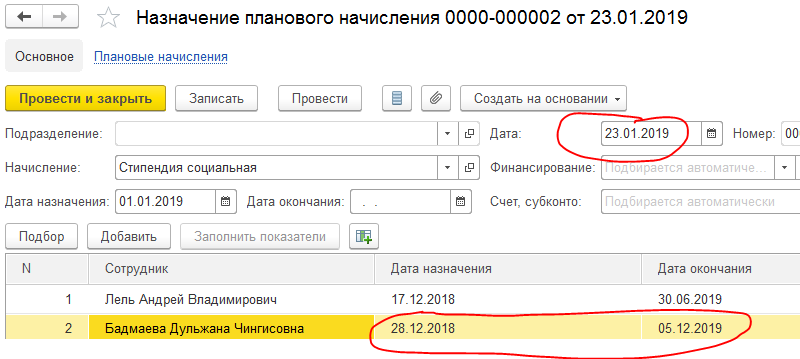 Назначение планового начисления 0000-000002 от 23.01.2019
Основное Плановые начисления
Провести и закрыть Записать Провести Создать на основании
Подразделение: Дата: 23.01.2019 Номер: 00
Начисление: Стипендия социальная Финансирование: Подбирается автоматиче...
Дата назначения: 01.01.2019 Дата окончания: . . Счет, субконто: Подбирается автоматически
Подбор Добавить Заполнить показатели
N Сотрудник Дата назначения Дата окончания
1 Лель Андрей Владимирович 17.12.2018 30.06.2019
2 Бадмаева Дульжана Чингисовна 28.12.2018 05.12.2019